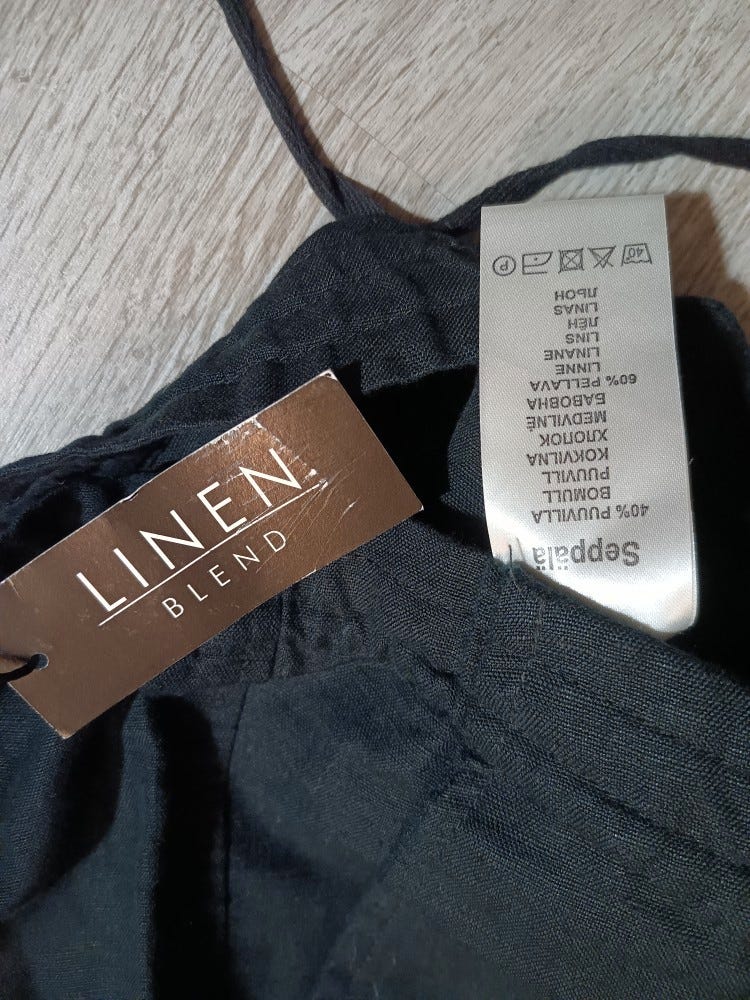 LINEN
BLEND
Seppälä
40% PUUVILLA
BOMULL
PUUVILL
KOKVILNA
ХЛОПОК
MEDVILNĖ
БАВОВНА
60% PELLAVA
LINNE
LINANE
LINS
ЛЁН
LINAS
ЛЬОН
40° P